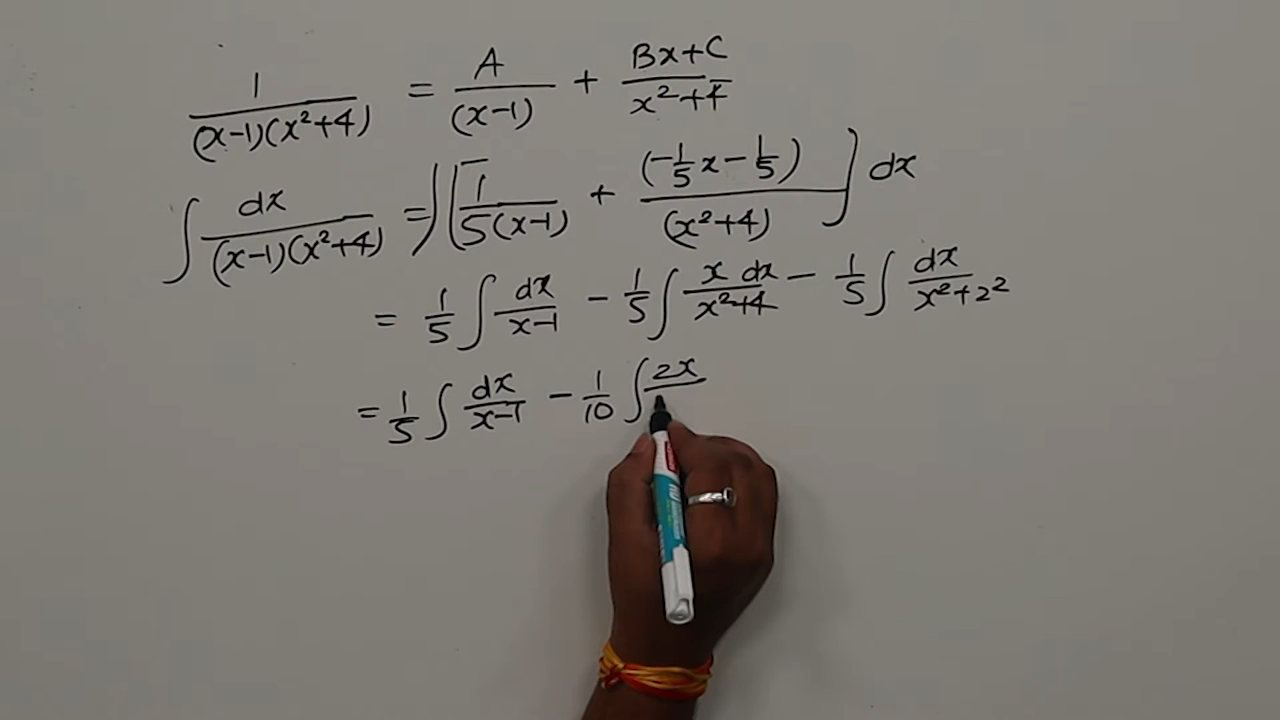 1/((x-1)(x²+4)) = A/(x-1) + (Bx+C)/(x²+4)
∫ dx/((x-1)(x²+4)) = ∫[1/(5(x-1)) + (-1/5 x - 1/5)/(x²+4)] dx
= 1/5 ∫ dx/(x-1) - 1/5 ∫ x dx/(x²+4) - 1/5 ∫ dx/(x²+2²)
= 1/5 ∫ dx/(x-1) - 1/10 ∫ 2x/